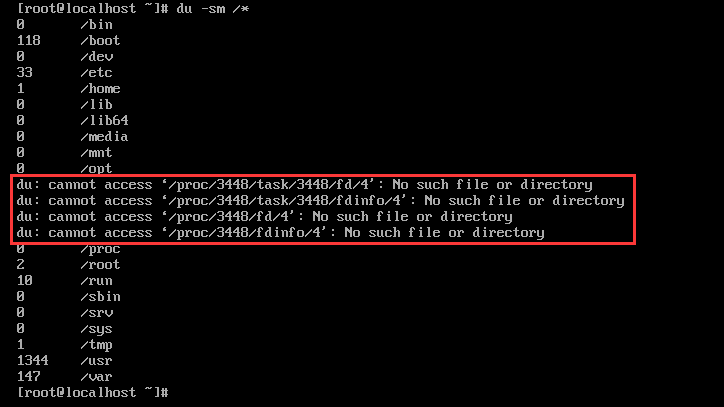 [root@localhost ~]# du -sm /*
0 /bin
118 /boot
0 /dev
33 /etc
1 /home
0 /lib
0 /lib64
0 /media
0 /mnt
0 /opt
du: cannot access ‘/proc/3448/task/3448/fd/4’: No such file or directory
du: cannot access ‘/proc/3448/task/3448/fdinfo/4’: No such file or directory
du: cannot access ‘/proc/3448/fd/4’: No such file or directory
du: cannot access ‘/proc/3448/fdinfo/4’: No such file or directory
0 /proc
2 /root
10 /run
0 /sbin
0 /srv
0 /sys
1 /tmp
1344 /usr
147 /var
[root@localhost ~]#